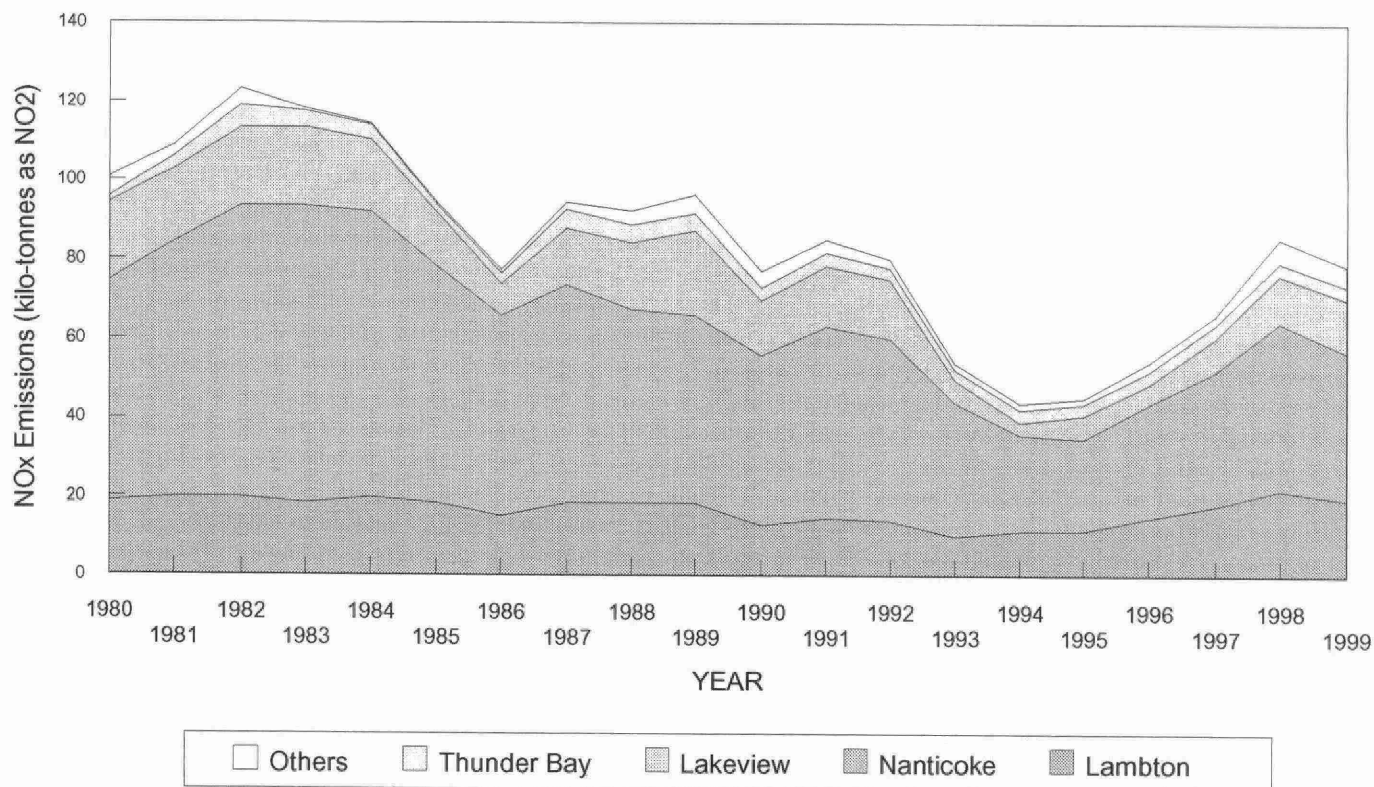 140
120
100
80
60
40
20
0
NOx Emissions (kilo-tonnes as NO2)
1980 1982 1984 1986 1988 1990 1992 1994 1996 1998
1981 1983 1985 1987 1989 1991 1993 1995 1997 1999
YEAR
Others Thunder Bay Lakeview Nanticoke Lambton